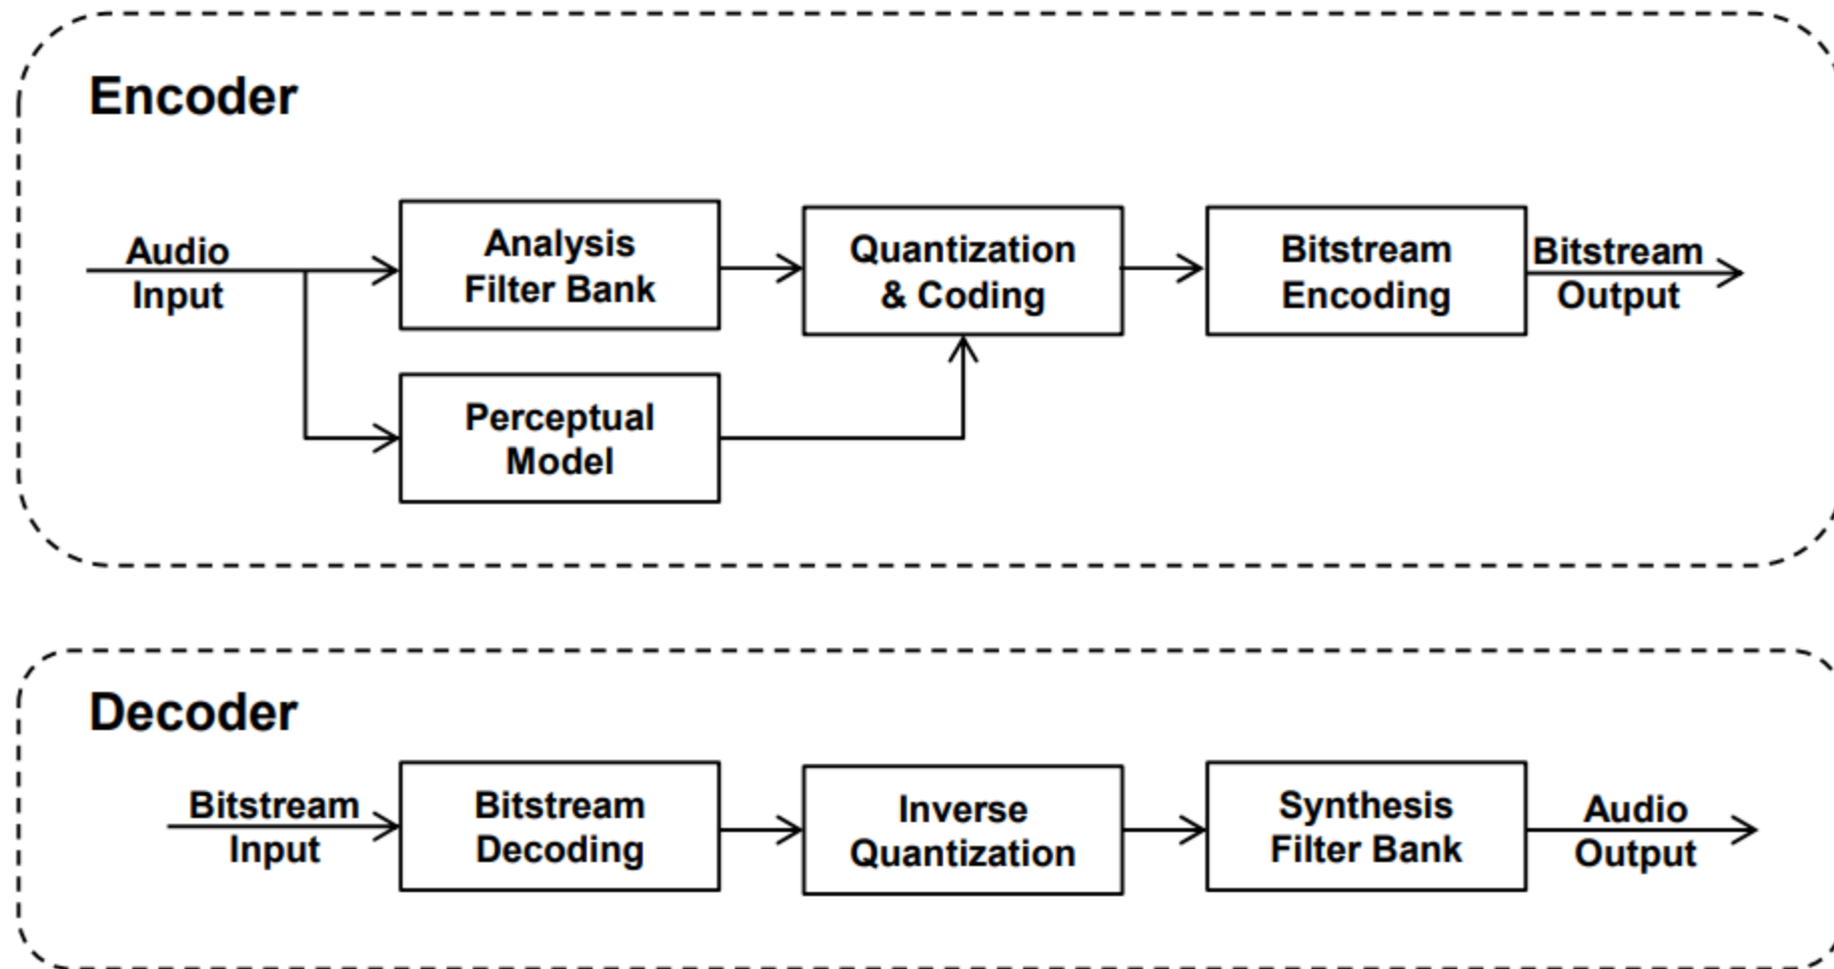 Encoder
Audio
Input
Analysis
Filter Bank
Quantization
& Coding
Bitstream
Encoding
Bitstream
Output
Perceptual
Model
Decoder
Bitstream
Input
Bitstream
Decoding
Inverse
Quantization
Synthesis
Filter Bank
Audio
Output